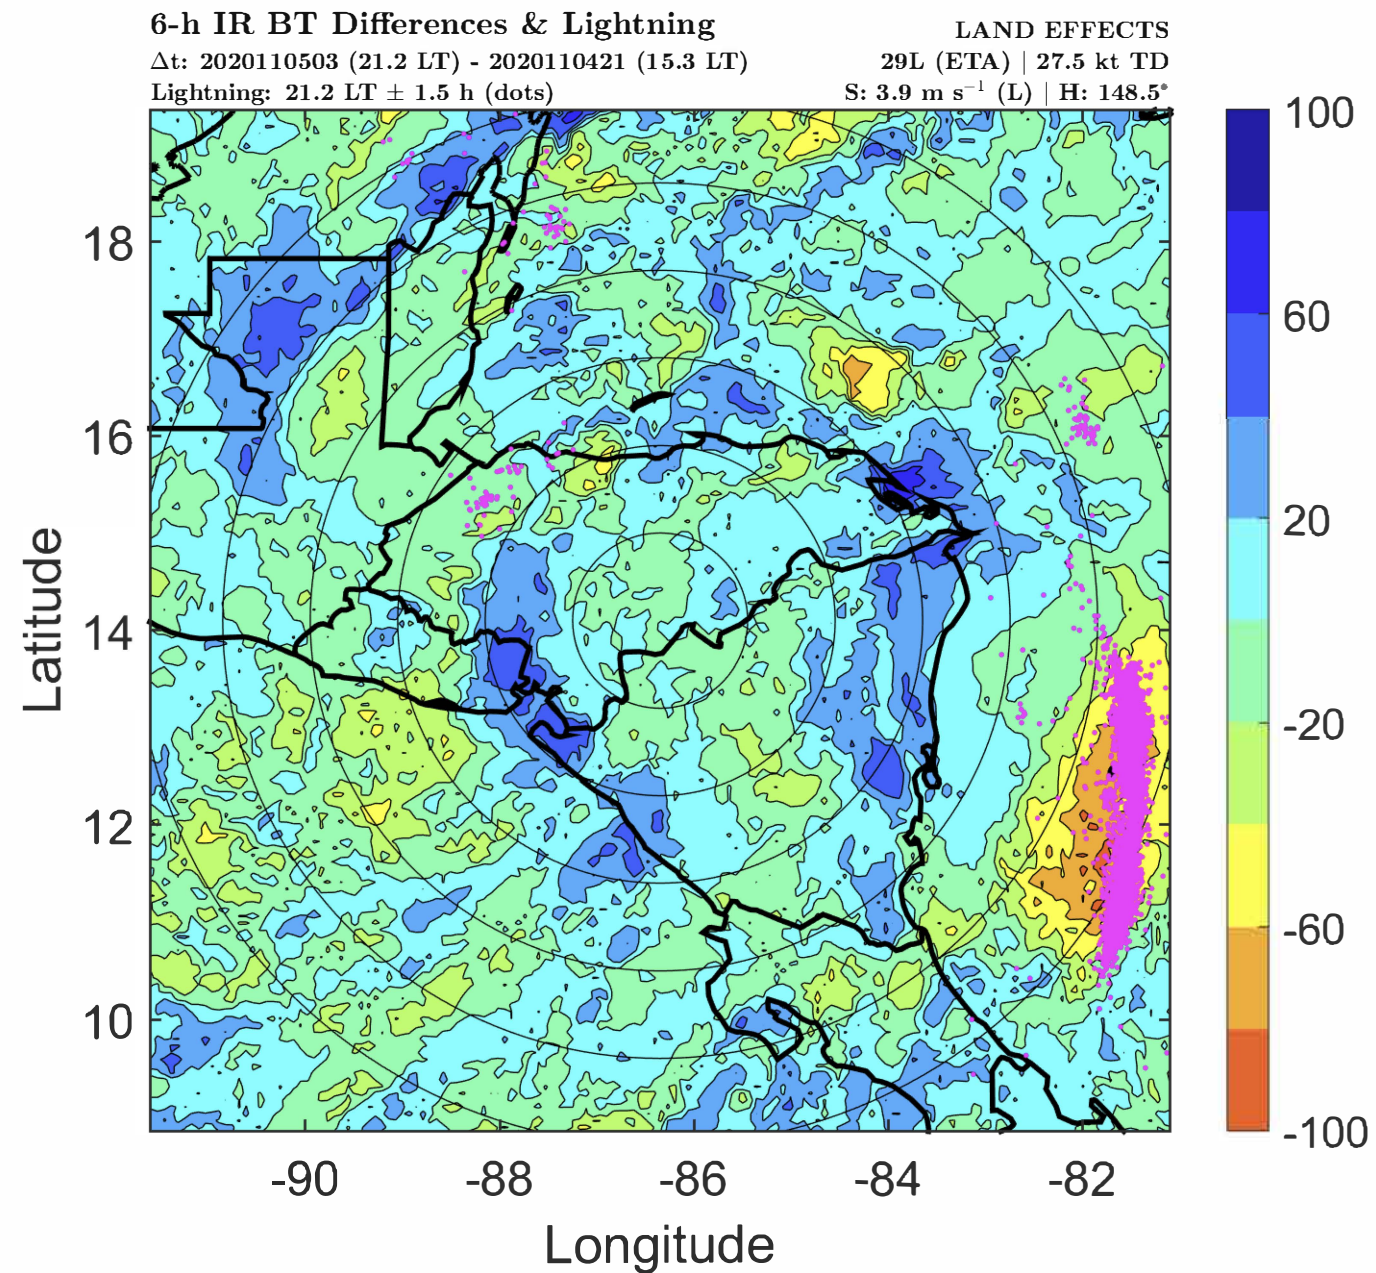 6-h IR BT Differences & Lightning
LAND EFFECTS
Δt: 2020110503 (21.2 LT) - 2020110421 (15.3 LT)
29L (ETA) | 27.5 kt TD
Lightning: 21.2 LT ± 1.5 h (dots)
S: 3.9 m s⁻¹ (L) | H: 148.5°
100
60
20
-20
-60
-100
18
16
14
12
10
Latitude
-90 -88 -86 -84 -82
Longitude